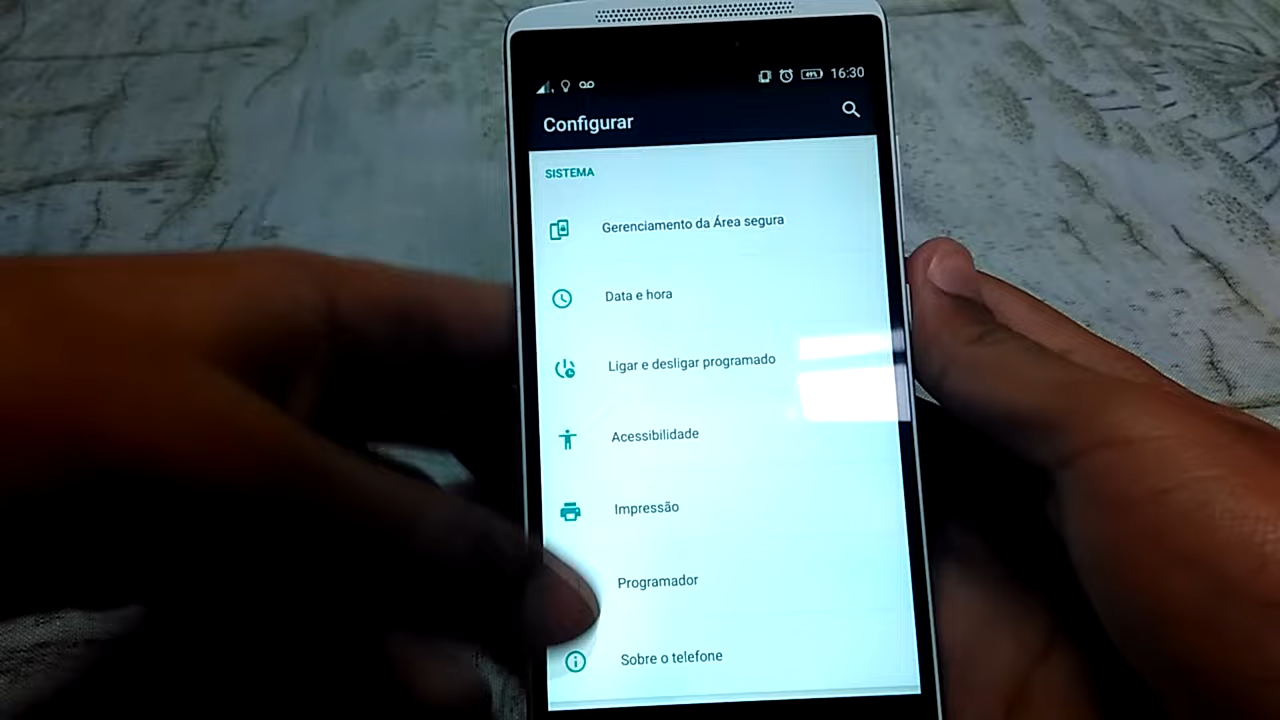 16:30
Configurar
SISTEMA
Gerenciamento da Área segura
Data e hora
Ligar e desligar programado
Acessibilidade
Impressão
Programador
Sobre o telefone